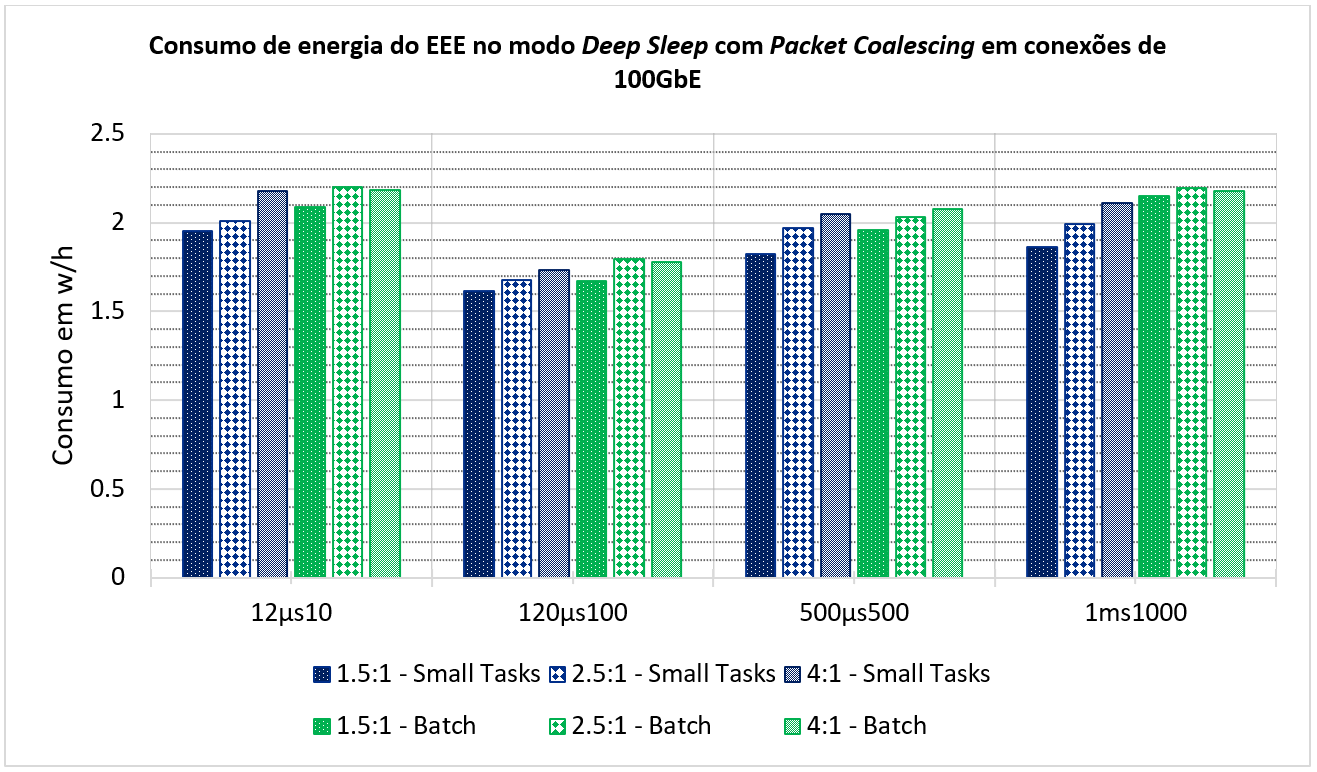 Consumo de energia do EEE no modo Deep Sleep com Packet Coalescing em conexões de
100GbE
Consumo em w/h
2.5
2
1.5
1
0.5
0
12µs10 120µs100 500µs500 1ms1000
1.5:1 - Small Tasks 2.5:1 - Small Tasks 4:1 - Small Tasks
1.5:1 - Batch 2.5:1 - Batch 4:1 - Batch